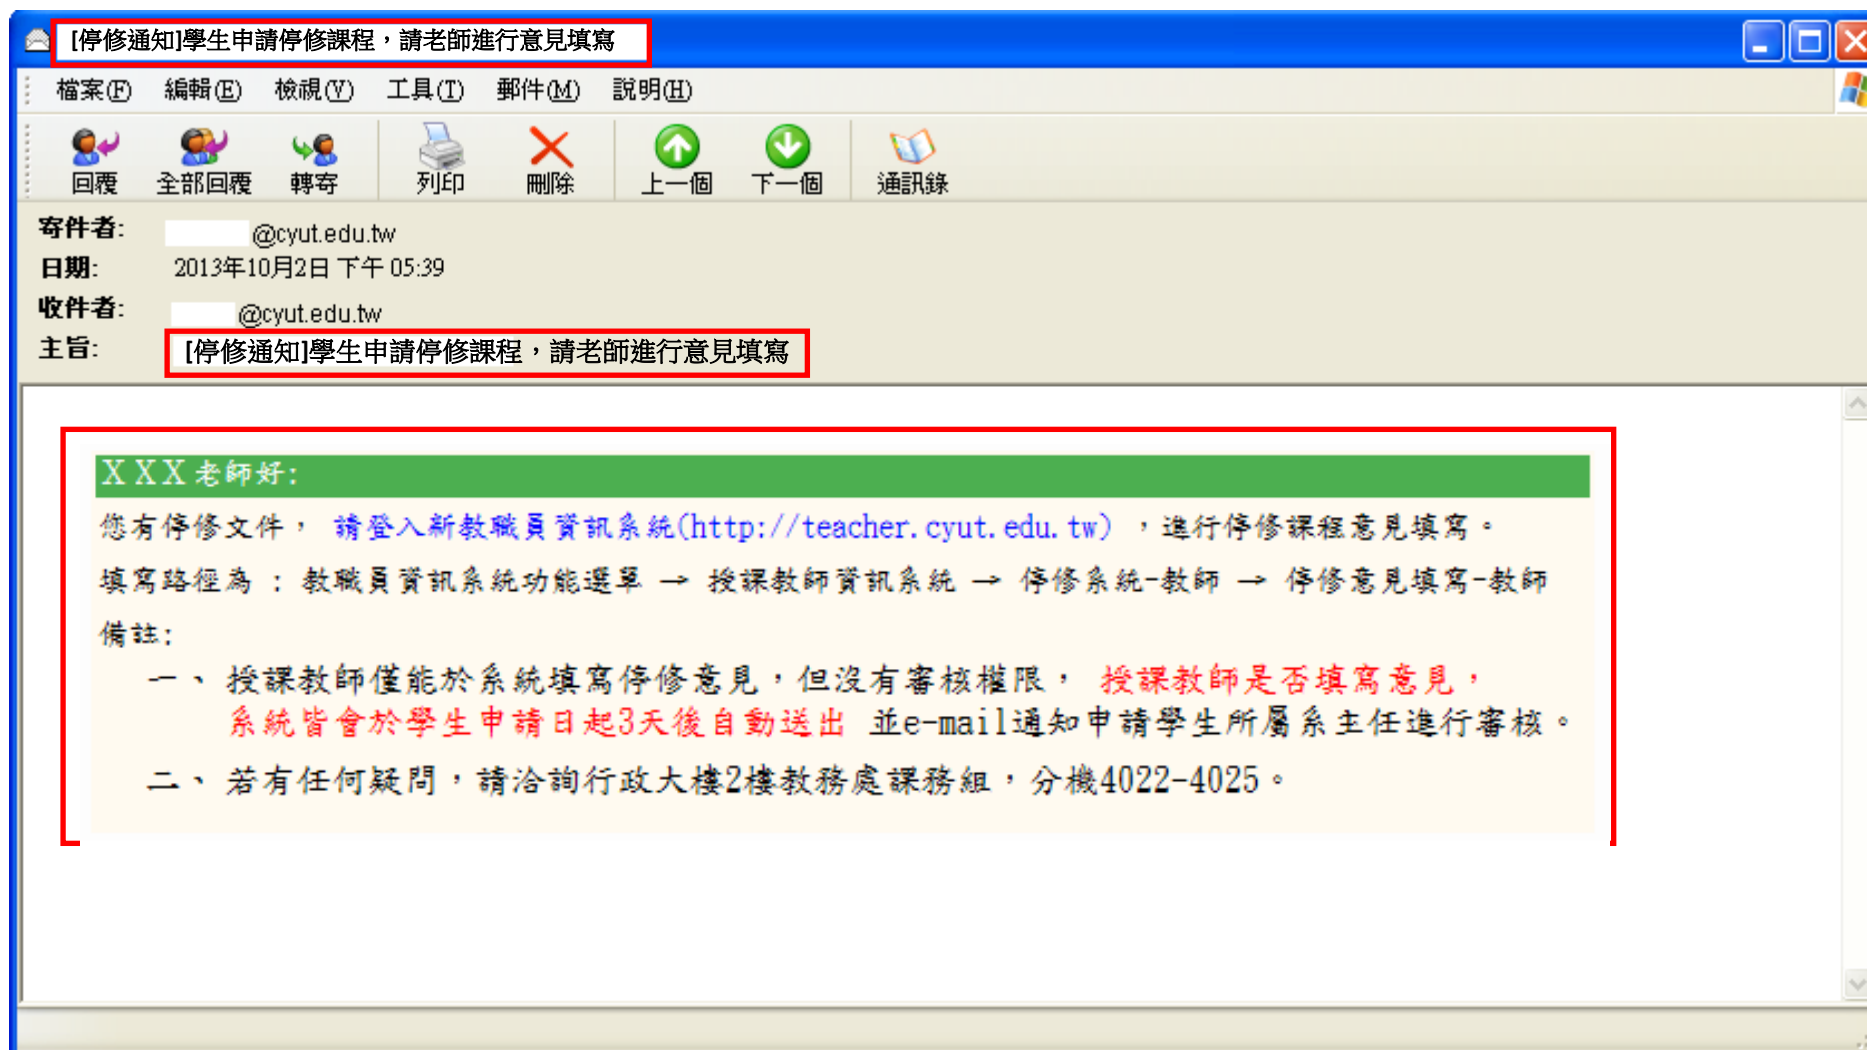 [停修通知]學生申請停修課程，請老師進行意見填寫
檔案(F) 編輯(E) 檢視(V) 工具(T) 郵件(M) 說明(H)
回覆 全部回覆 轉寄 列印 刪除 上一個 下一個 通訊錄
寄件者: @cyut.edu.tw
日期: 2013年10月2日 下午 05:39
收件者: @cyut.edu.tw
主旨: [停修通知]學生申請停修課程，請老師進行意見填寫
ＸＸＸ老師好:
您有停修文件， 請登入新教職員資訊系統(http://teacher.cyut.edu.tw) ，進行停修課程意見填寫。
填寫路徑為 : 教職員資訊系統功能選單 → 授課教師資訊系統 → 停修系統-教師 → 停修意見填寫-教師
備註:
一、 授課教師僅能於系統填寫停修意見，但沒有審核權限， 授課教師是否填寫意見，
系統皆會於學生申請日起3天後自動送出 並e-mail通知申請學生所屬系主任進行審核。
二、 若有任何疑問，請洽詢行政大樓2樓教務處課務組，分機4022-4025。